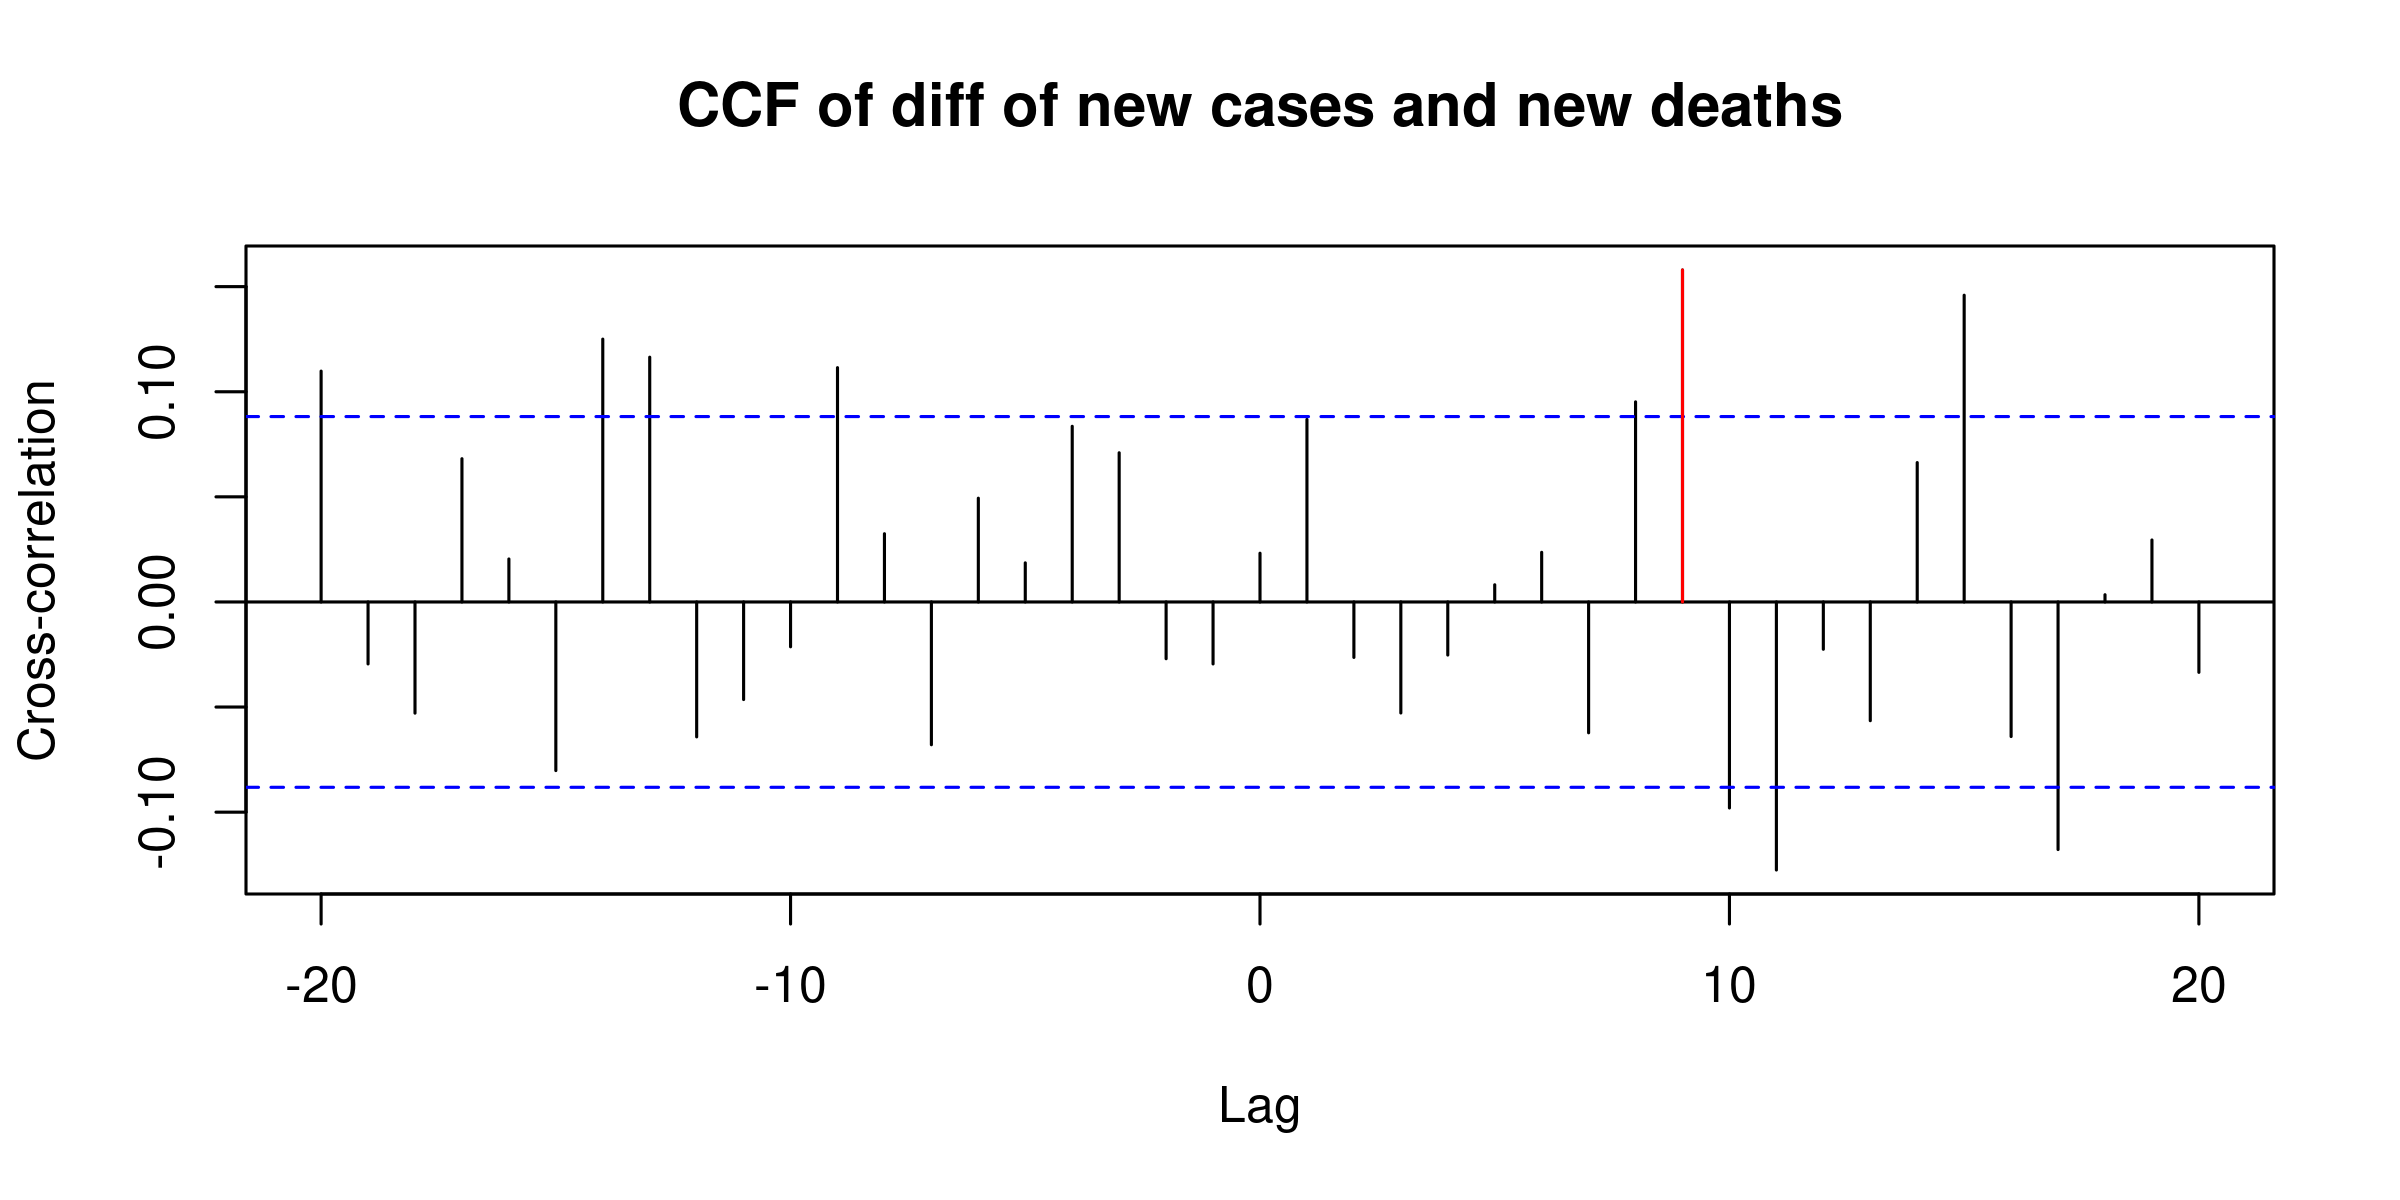 CCF of diff of new cases and new deaths
Cross-correlation
0.10
0.00
-0.10
-20 -10 0 10 20
Lag